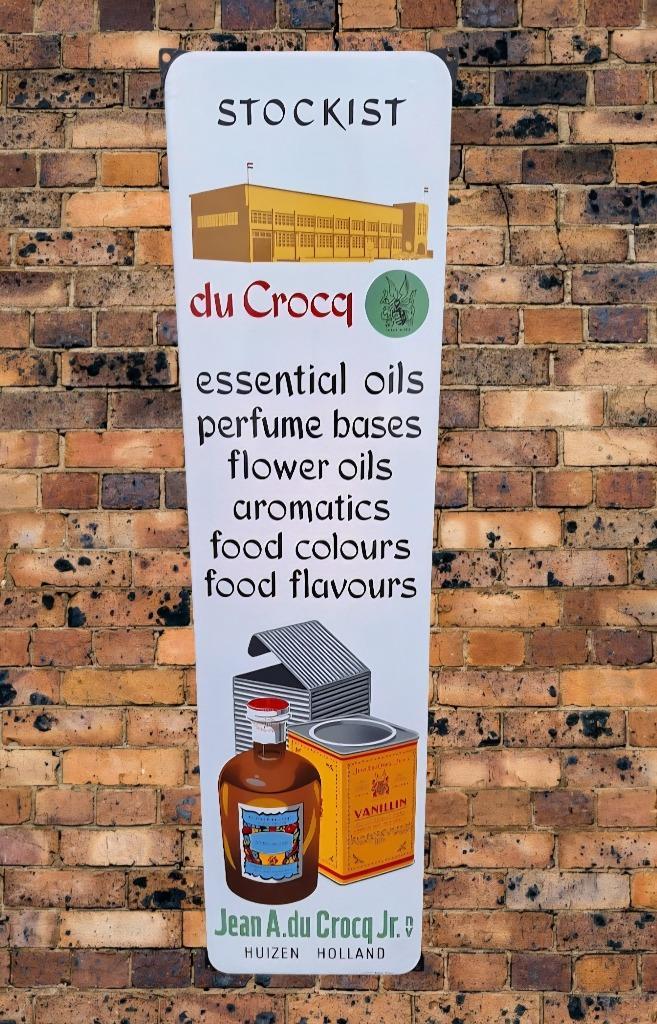 STOCKIST
du Crocq
essential oils
perfume bases
flower oils
aromatics
food colours
food flavours
VANILLIN
Jean A. du Crocq Jr. NV
HUIZEN HOLLAND